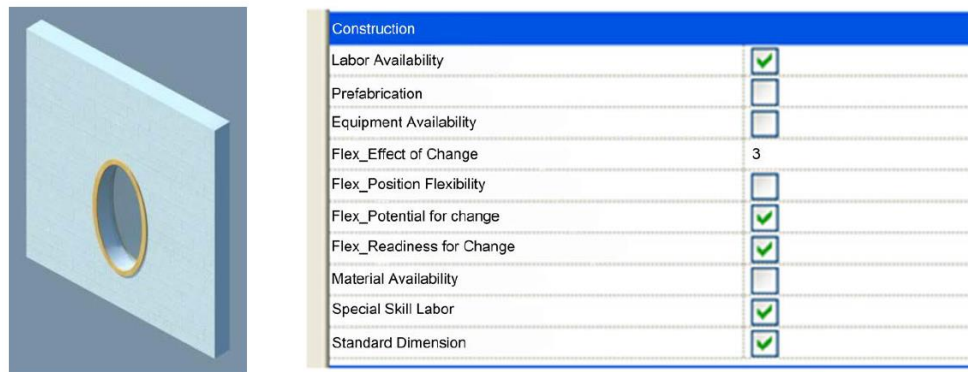 Construction
Labor Availability
Prefabrication
Equipment Availability
Flex_Effect of Change 3
Flex_Position Flexibility
Flex_Potential for change
Flex_Readiness for Change
Material Availability
Special Skill Labor
Standard Dimension